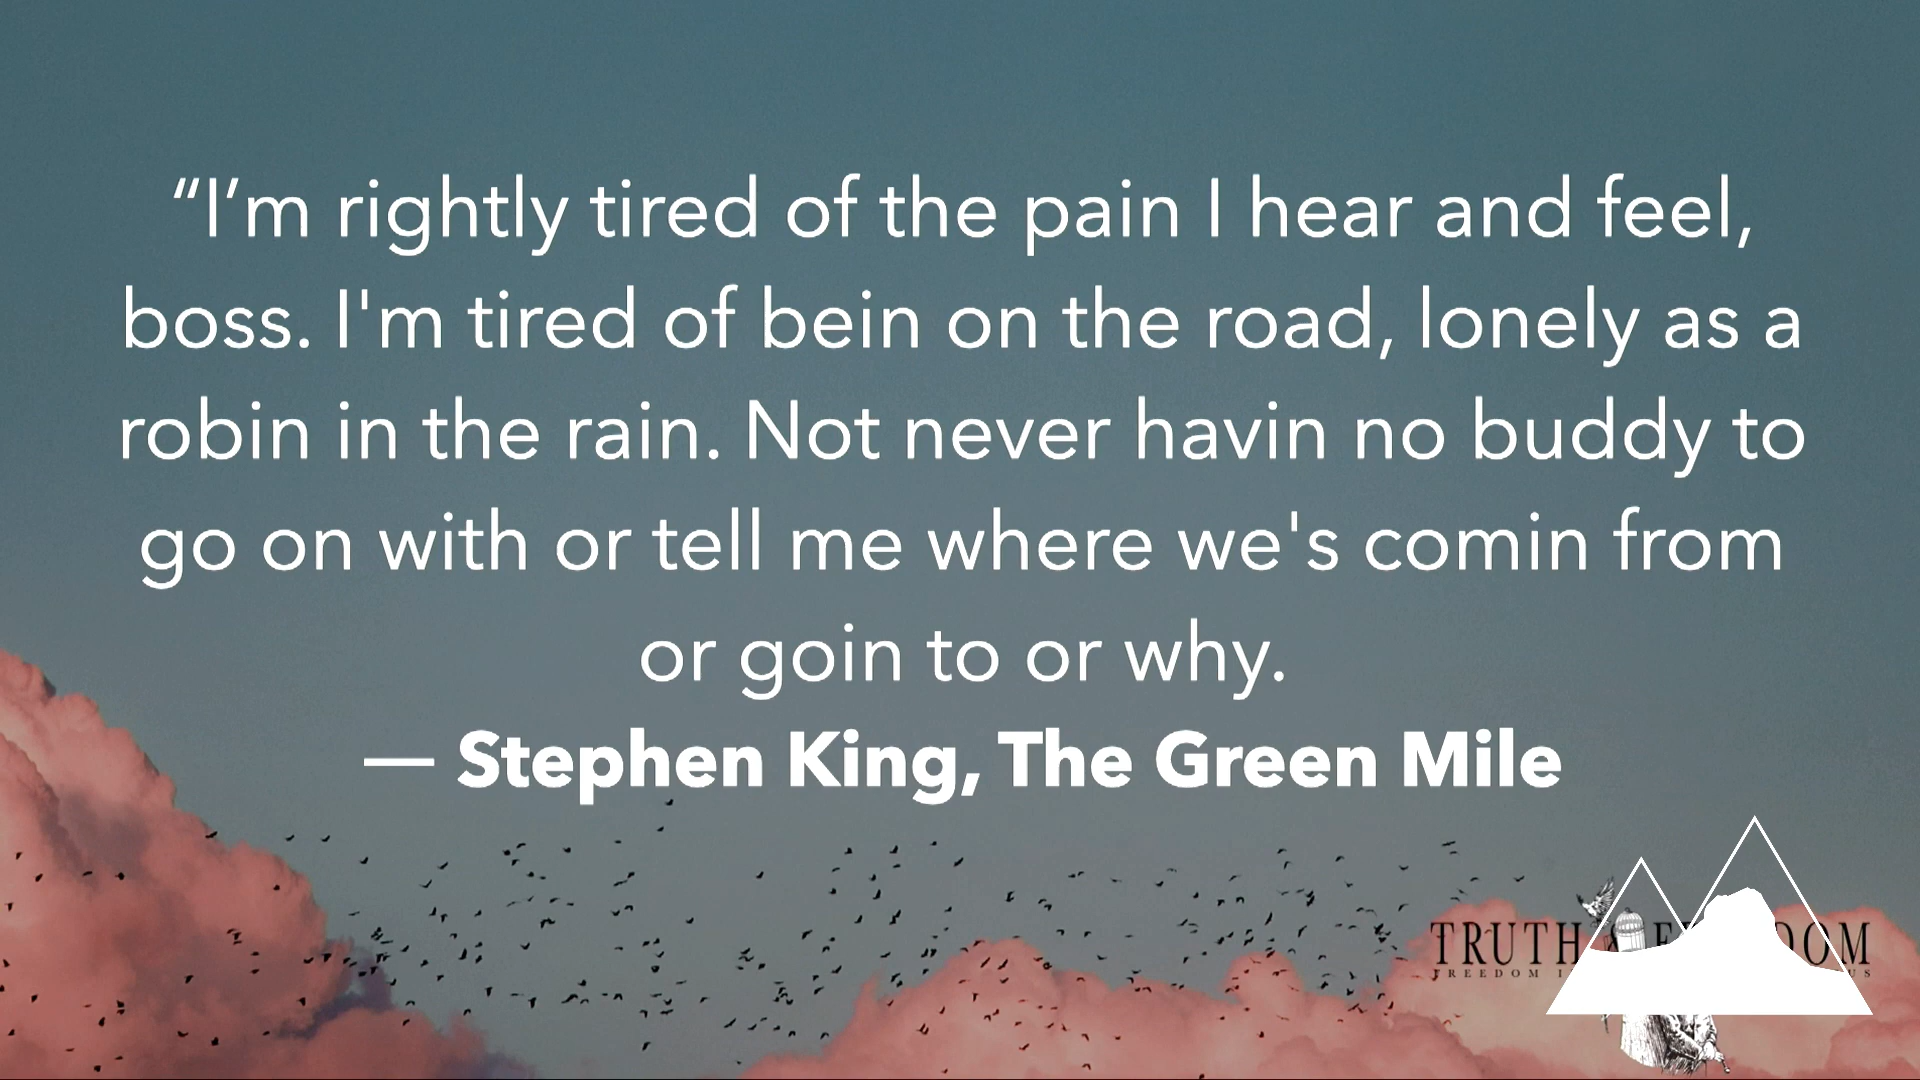 “I’m rightly tired of the pain I hear and feel,
boss. I'm tired of bein on the road, lonely as a
robin in the rain. Not never havin no buddy to
go on with or tell me where we's comin from
or goin to or why.
— Stephen King, The Green Mile
TRUTH
FREEDOM